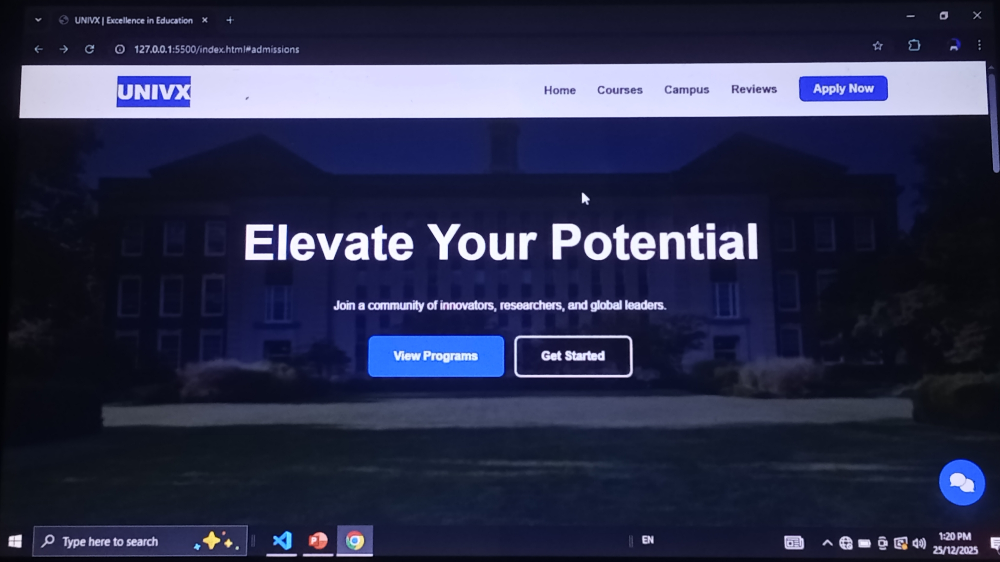 UNIVX | Excellence in Education
127.0.0.1:5500/index.html#admissions
UNIVX
Home
Courses
Campus
Reviews
Apply Now
Elevate Your Potential
Join a community of innovators, researchers, and global leaders.
View Programs
Get Started
Type here to search
P
EN
1:20 PM
25/12/2025